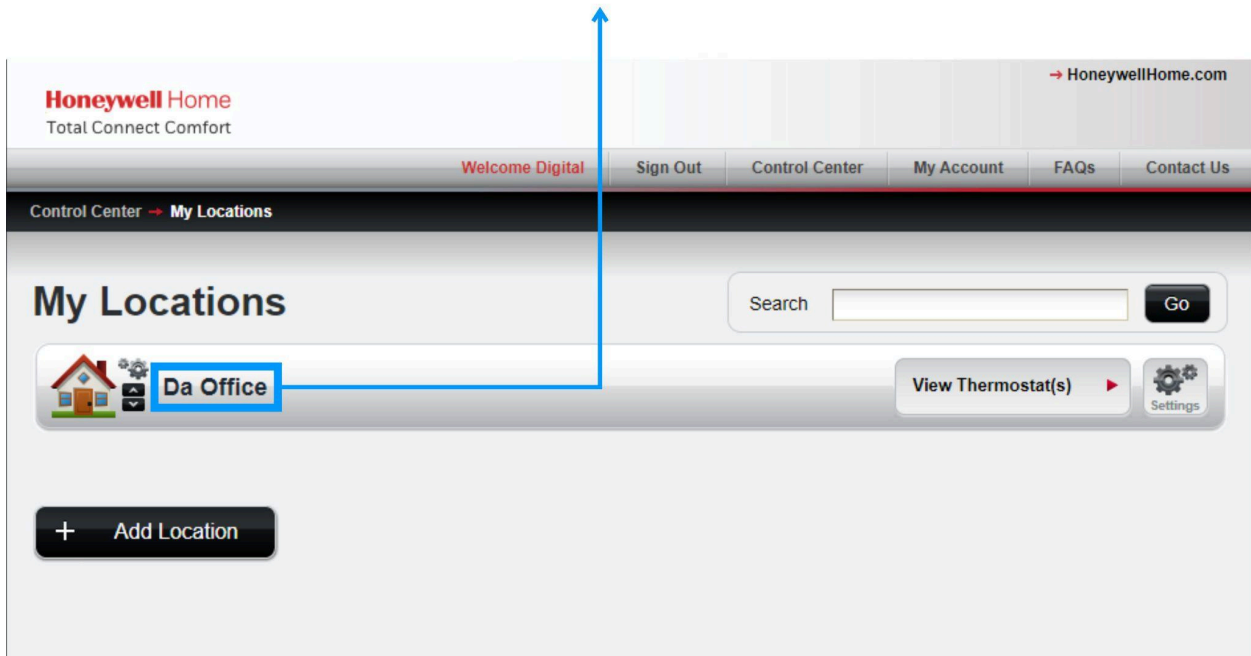 → HoneywellHome.com
Honeywell Home
Total Connect Comfort
Welcome Digital Sign Out Control Center My Account FAQs Contact Us
Control Center → My Locations
My Locations
Search Go
Da Office
View Thermostat(s)
Settings
+ Add Location